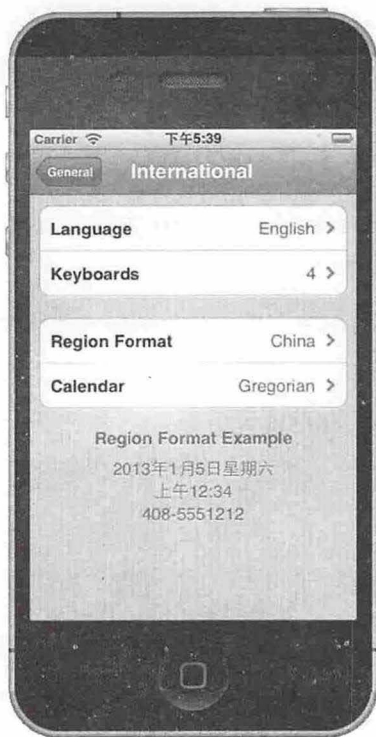 Carrier 下午5:39
General International
Language English
Keyboards 4
Region Format China
Calendar Gregorian
Region Format Example
2013年1月5日星期六
上午12:34
408-5551212